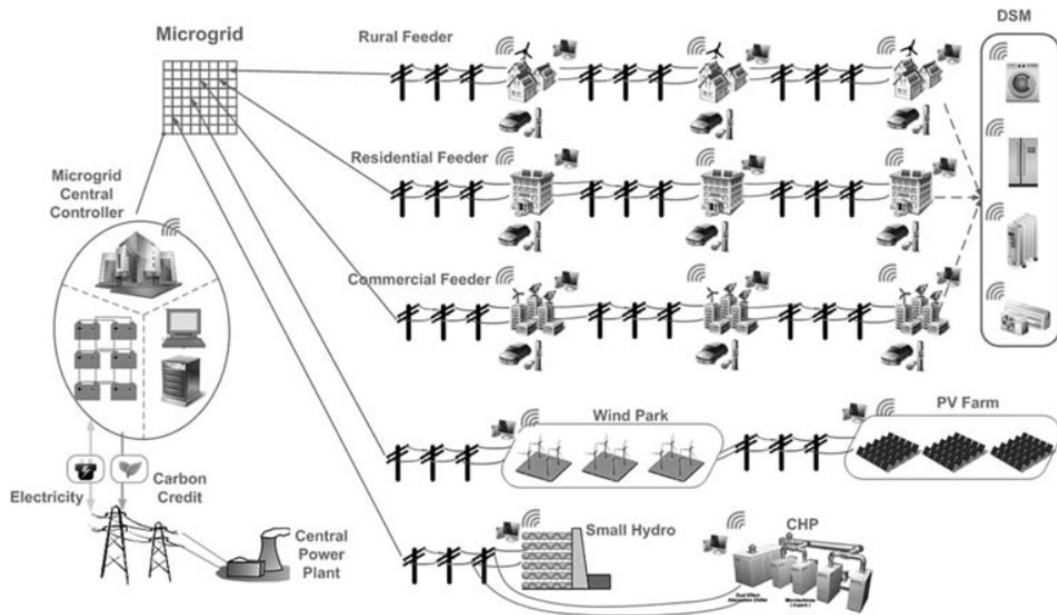 Microgrid
Rural Feeder
DSM
Residential Feeder
Microgrid
Central
Controller
Commercial Feeder
Wind Park
PV Farm
Electricity
Carbon
Credit
Small Hydro
CHP
Central
Power
Plant